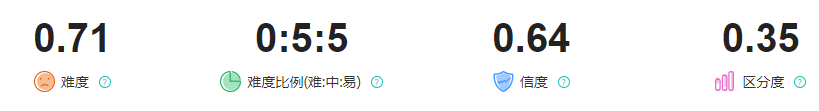 0.71 0:5:5 0.64 0.35
难度 ? 难度比例(难:中:易) ? 信度 ? 区分度 ?